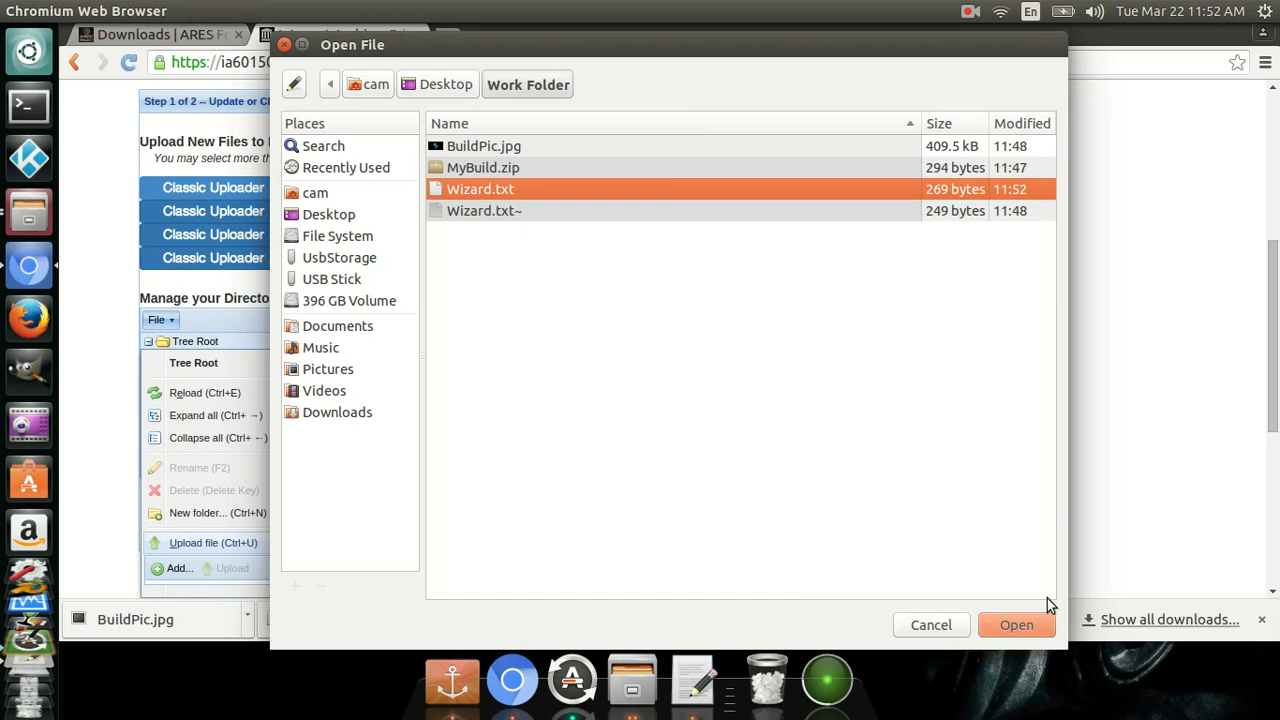 Chromium Web Browser
En
Tue Mar 22 11:52 AM
Downloads | ARES Fo
https://ia6015
Open File
cam
Desktop
Work Folder
Step 1 of 2 -- Update or C
Upload New Files to
You may select more th
Classic Uploader
Classic Uploader
Classic Uploader
Classic Uploader
Manage your Directo
File
Tree Root
Tree Root
Reload (Ctrl+E)
Expand all (Ctrl+ →)
Collapse all (Ctrl+ ←)
Rename (F2)
Delete (Delete Key)
New folder... (Ctrl+N)
Upload file (Ctrl+U)
Add...
Upload
Places
Search
Recently Used
cam
Desktop
File System
UsbStorage
USB Stick
396 GB Volume
Documents
Music
Pictures
Videos
Downloads
Name Size Modified
BuildPic.jpg 409.5 kB 11:48
MyBuild.zip 294 bytes 11:47
Wizard.txt 269 bytes 11:52
Wizard.txt~ 249 bytes 11:48
Cancel
Open
BuildPic.jpg
Show all downloads...